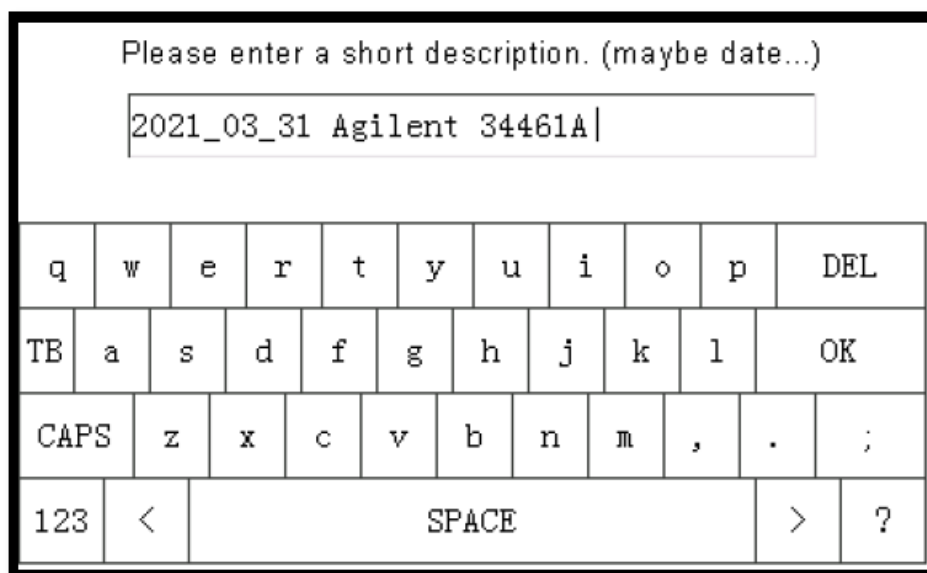 Please enter a short description. (maybe date...)
2021_03_31 Agilent 34461A
q w e r t y u i o p DEL
TB a s d f g h j k l OK
CAPS z x c v b n m , . ;
123 < SPACE > ?